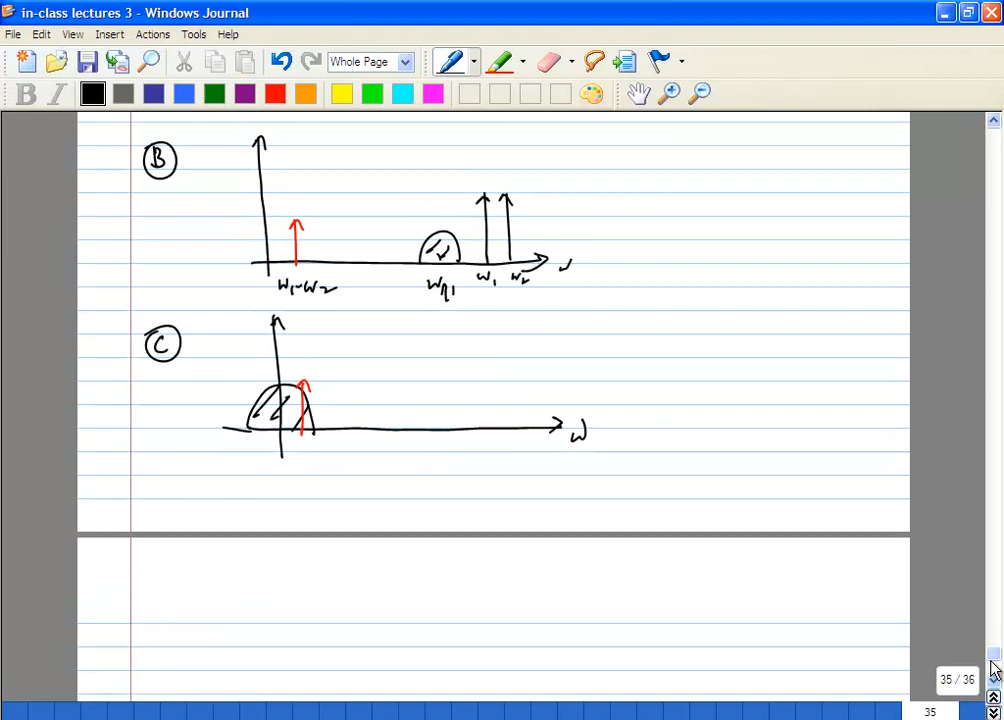 in-class lectures 3 - Windows Journal
File Edit View Insert Actions Tools Help
Whole Page
B I
B
ω1-ω2 ω1 ω2 ω
C
ω
35 / 36
35